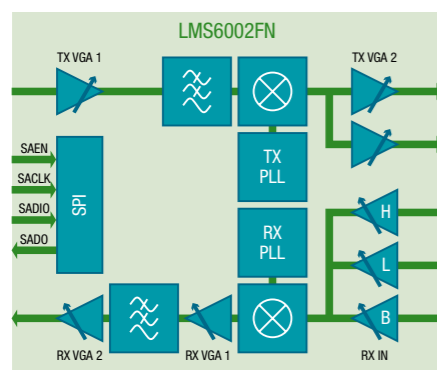 LMS6002FN
TX VGA 1
TX VGA 2
SAEN
SACLK
SADIO
SADO
SPI
TX
PLL
RX
PLL
H
L
B
RX VGA 2
RX VGA 1
RX IN